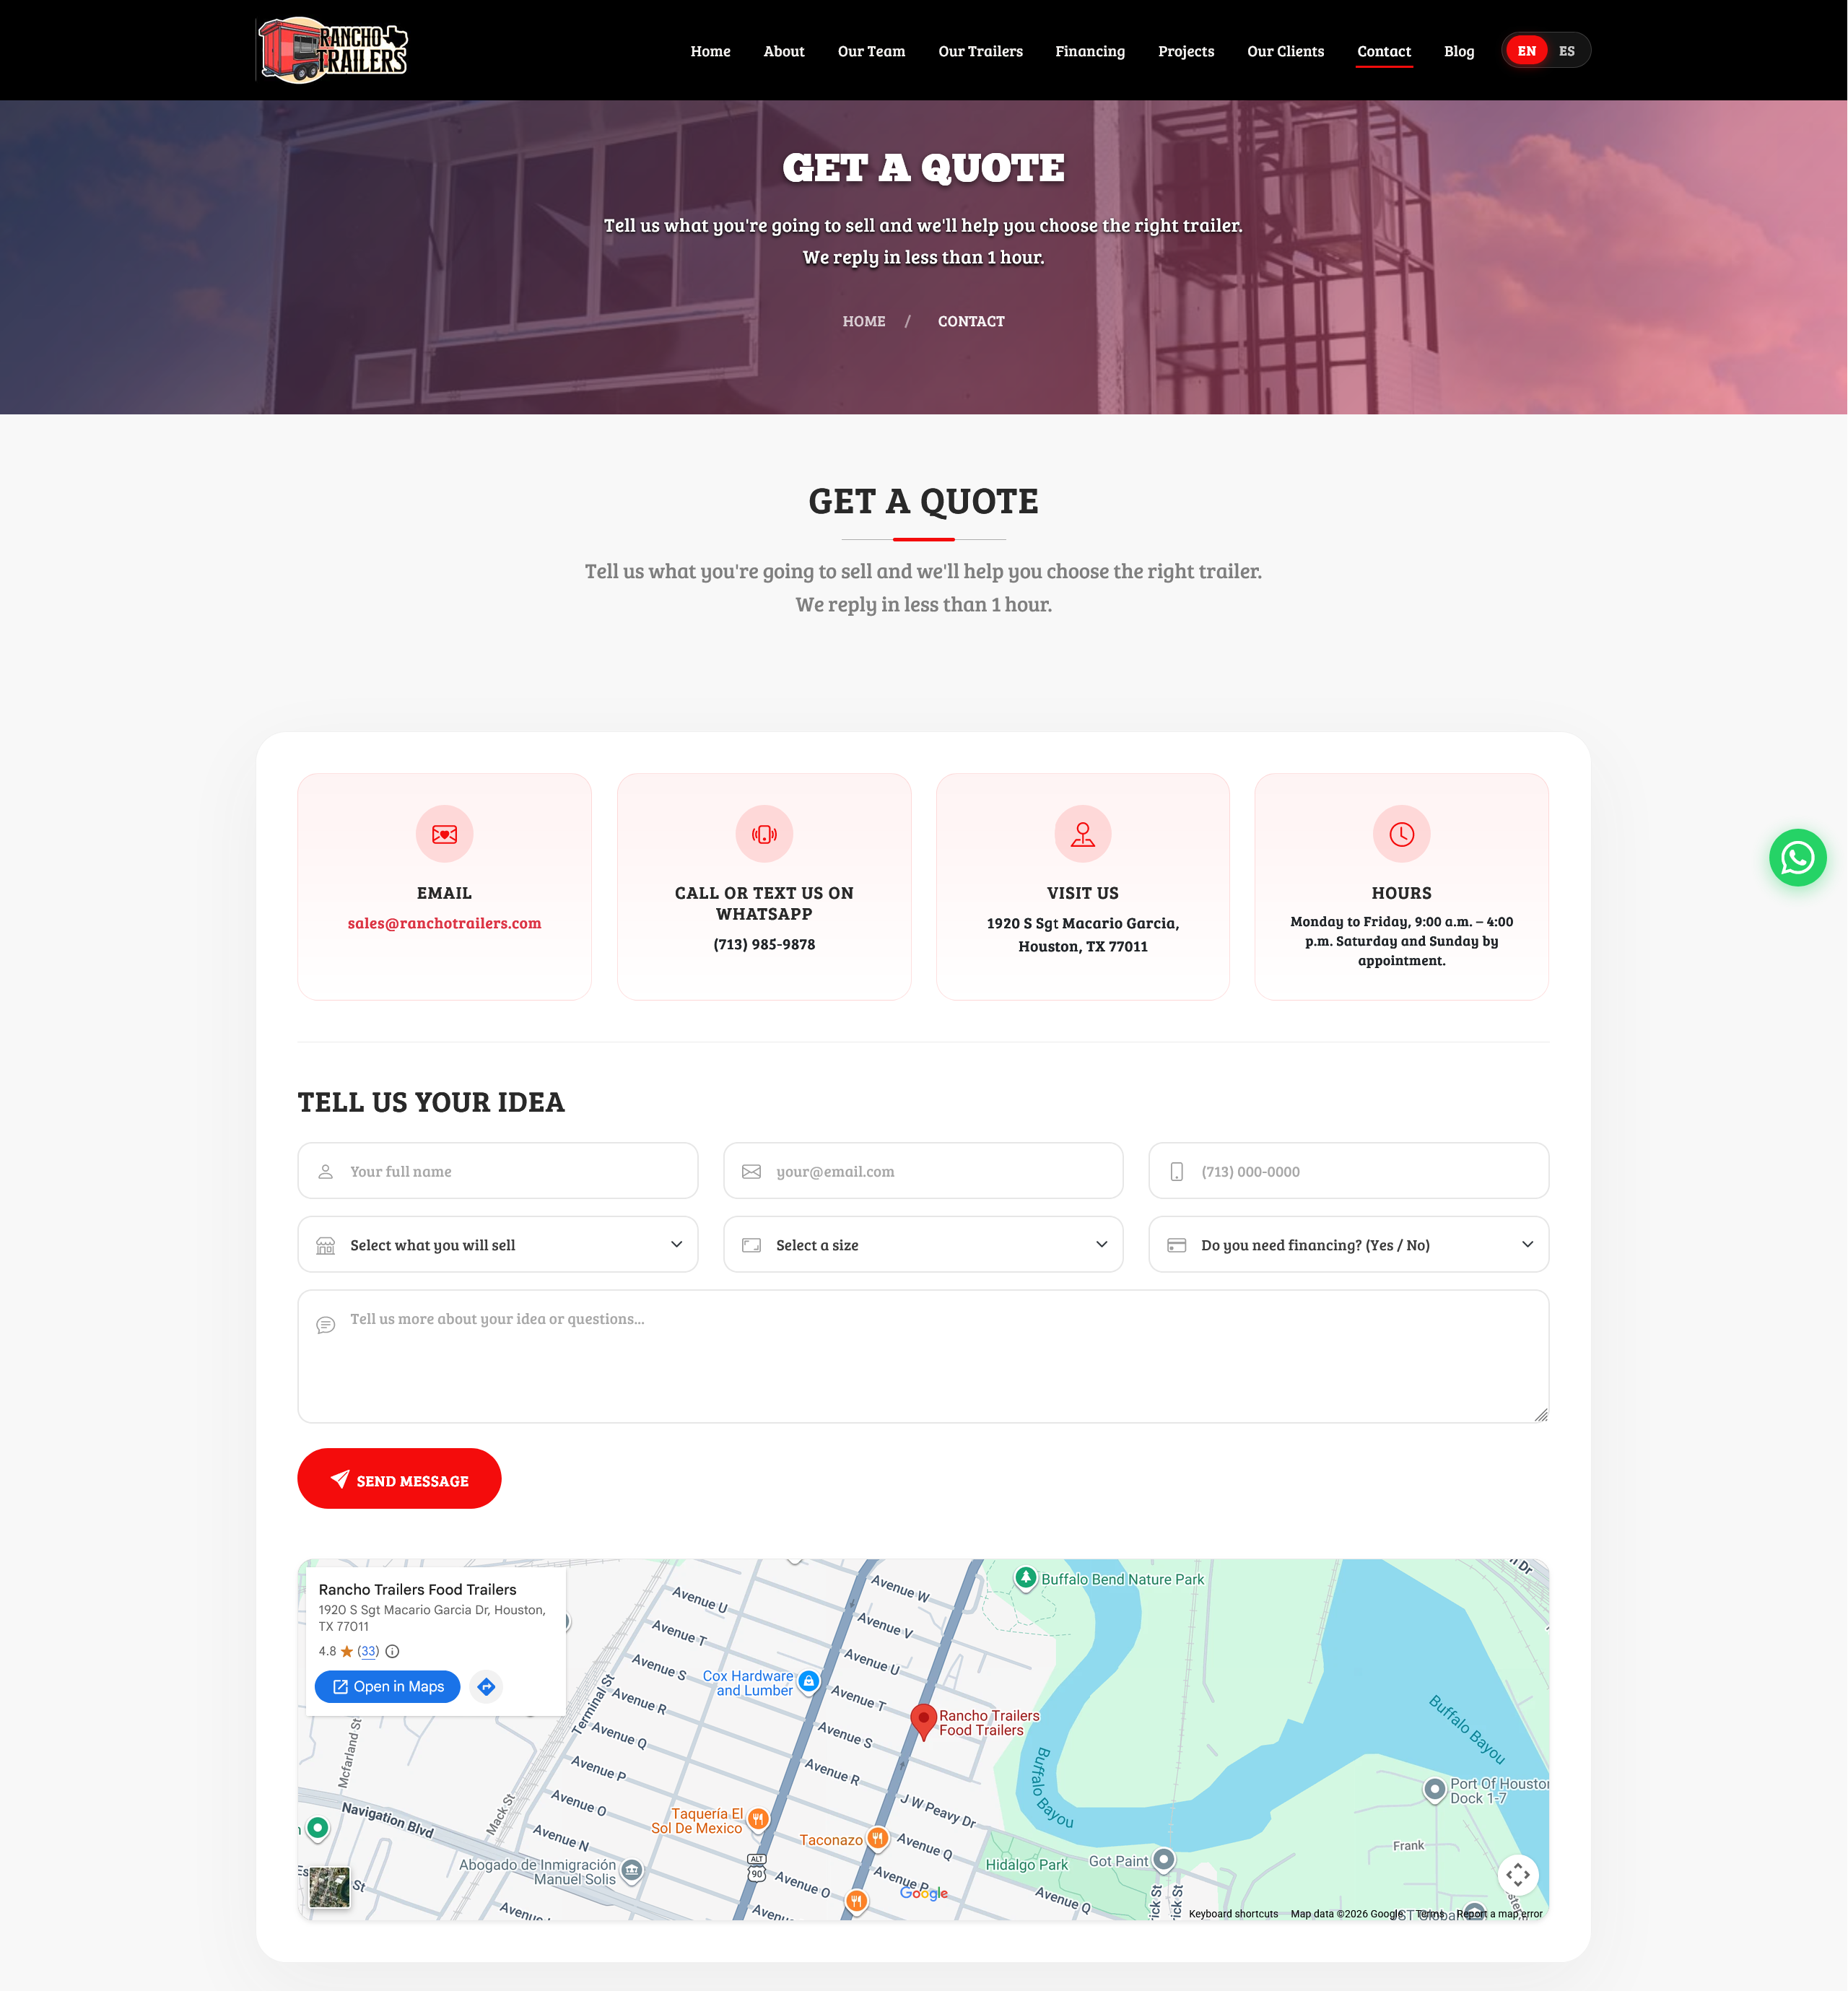 RANCHO
TRAILERS
Home
About
Our Team
Our Trailers
Financing
Projects
Our Clients
Contact
Blog
EN
ES
GET A QUOTE
Tell us what you're going to sell and we'll help you choose the right trailer.
We reply in less than 1 hour.
HOME / CONTACT
GET A QUOTE
Tell us what you're going to sell and we'll help you choose the right trailer.
We reply in less than 1 hour.
EMAIL
sales@ranchotrailers.com
CALL OR TEXT US ON
WHATSAPP
(713) 985-9878
VISIT US
1920 S Sgt Macario Garcia,
Houston, TX 77011
HOURS
Monday to Friday, 9:00 a.m. – 4:00
p.m. Saturday and Sunday by
appointment.
TELL US YOUR IDEA
Your full name
your@email.com
(713) 000-0000
Select what you will sell
Select a size
Do you need financing? (Yes / No)
Tell us more about your idea or questions...
SEND MESSAGE
Rancho Trailers Food Trailers
1920 S Sgt Macario Garcia Dr, Houston,
TX 77011
4.8 (33)
Open in Maps
Avenue W
Buffalo Bend Nature Park
Avenue U
Avenue V
Avenue T
Avenue U
Avenue S
Cox Hardware
and Lumber
Avenue T
Terminal St
Avenue R
Rancho Trailers
Food Trailers
Avenue S
Avenue Q
Buffalo Bayou
Mcfarland St
Avenue P
Avenue R
Buffalo Bayou
Port Of Houston
Dock 1-7
Avenue O
J W Peavy Dr
Navigation Blvd
Mack St
Taquería El
Sol De Mexico
Taconazo
Avenue N
Avenue Q
Frank
Abogado de Inmigración
Manuel Solis
ALT
90
Hidalgo Park
Got Paint
Avenue P
St
Avenue O
Google
Avenue Q
Keyboard shortcuts
Map data ©2026 Google
Terms
Report a map error